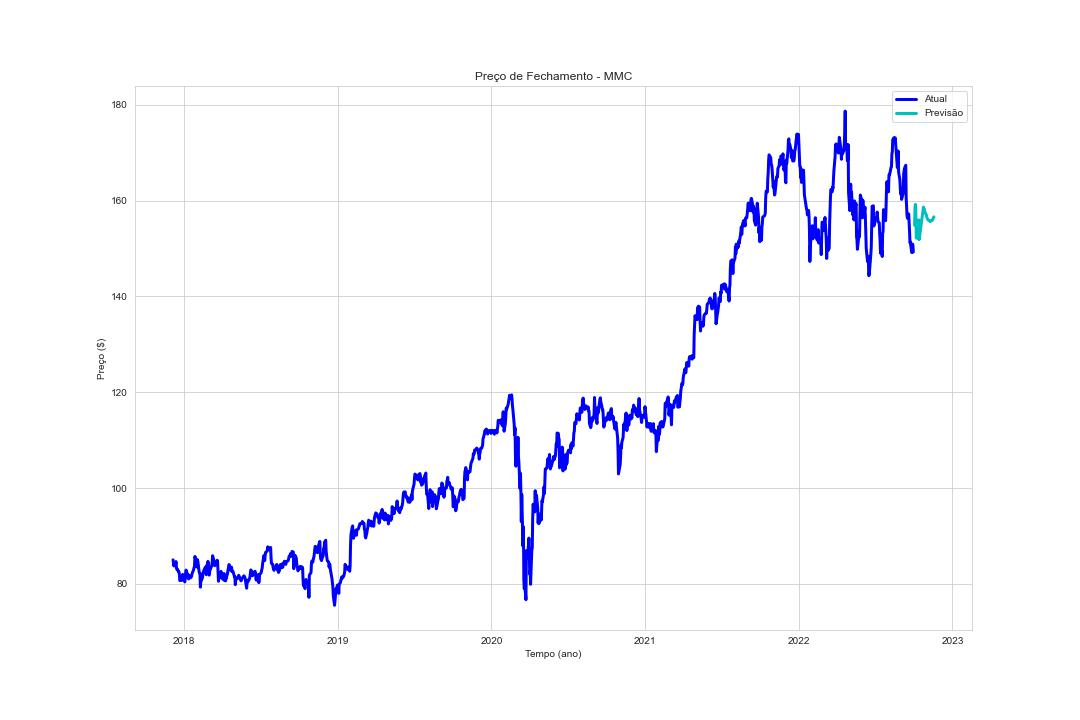 Preço de Fechamento - MMC
Atual
Previsão
180
160
140
120
100
80
Preço ($)
2018 2019 2020 2021 2022 2023
Tempo (ano)